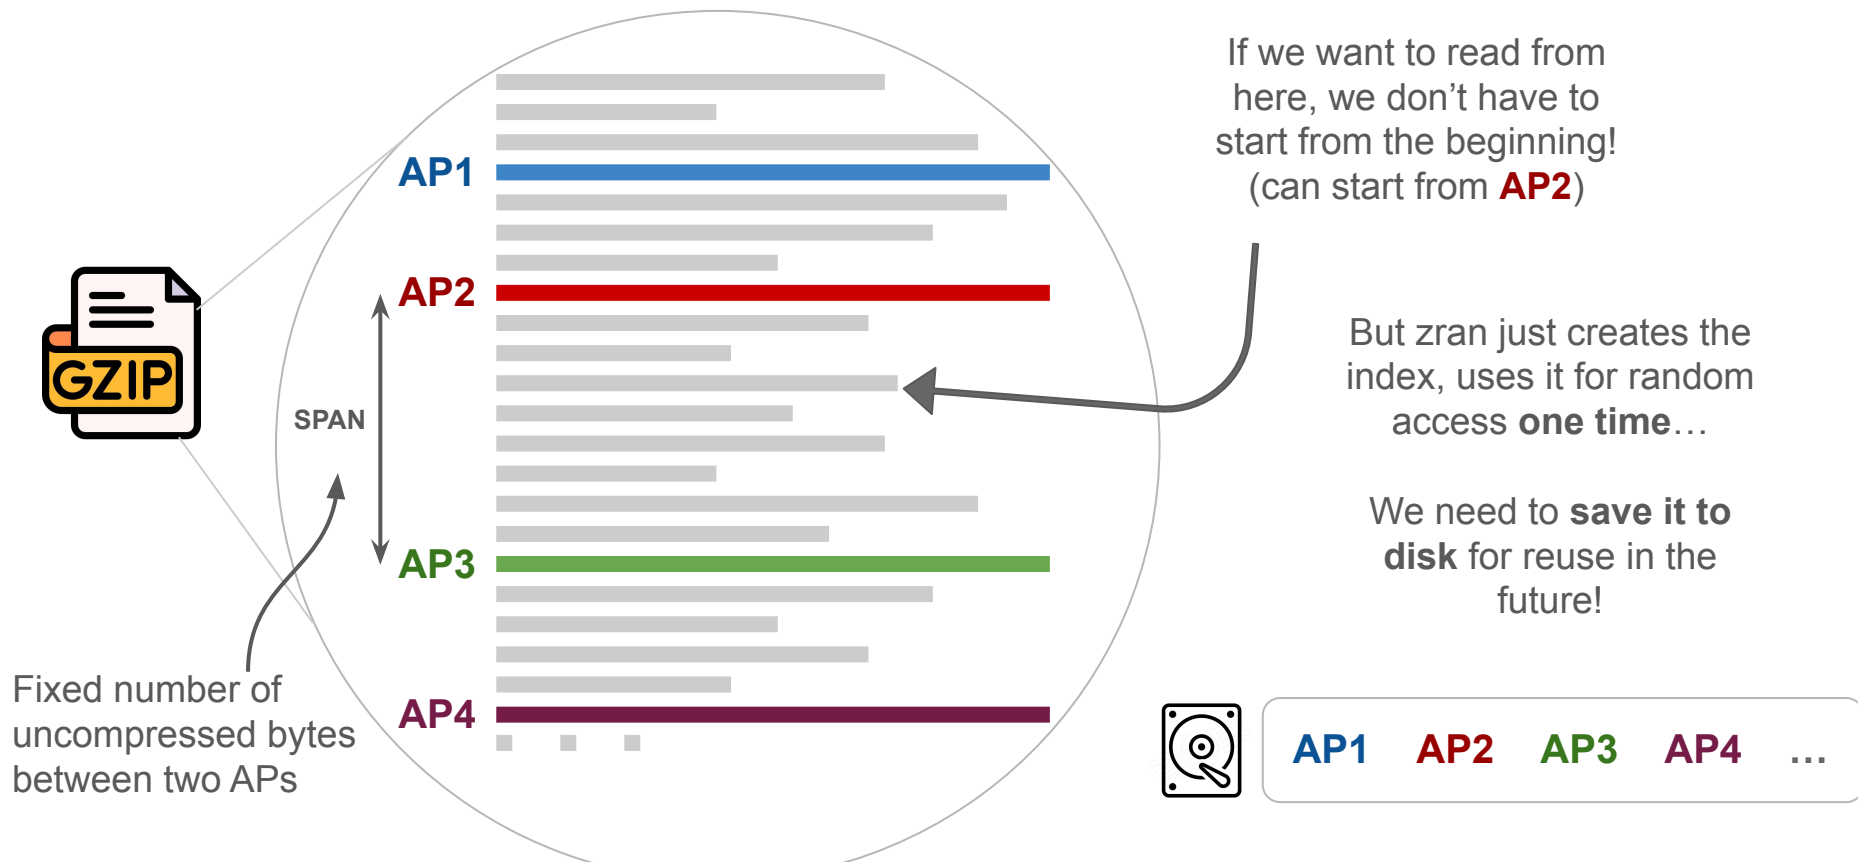 If we want to read from
here, we don't have to
start from the beginning!
(can start from AP2)
AP1
AP2
GZIP
SPAN
But zran just creates the
index, uses it for random
access one time…
We need to save it to
disk for reuse in the
future!
AP3
Fixed number of
uncompressed bytes
between two APs
AP4
AP1 AP2 AP3 AP4 …